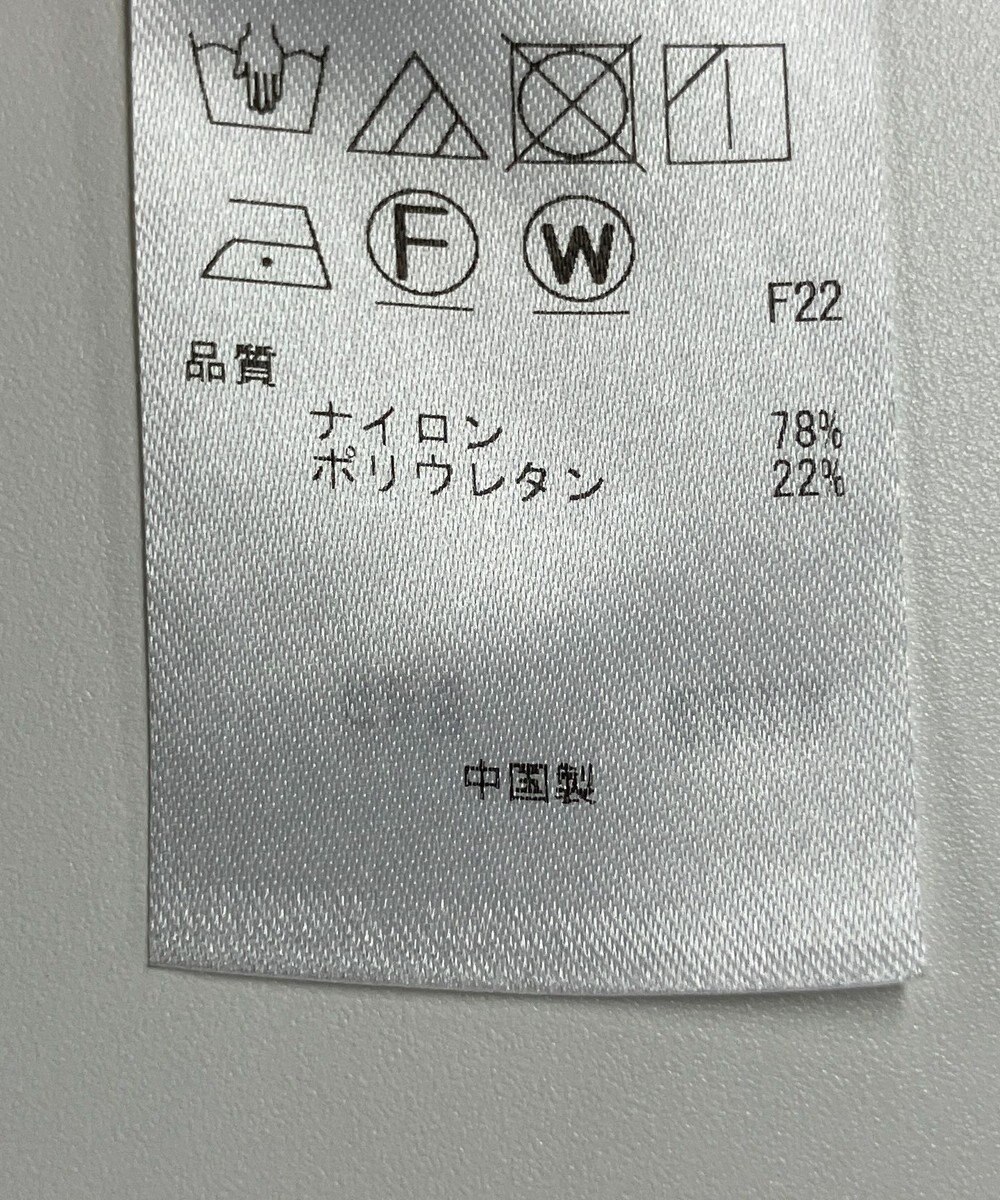 F W
F22
品質
ナイロン 78%
ポリウレタン 22%
中国製